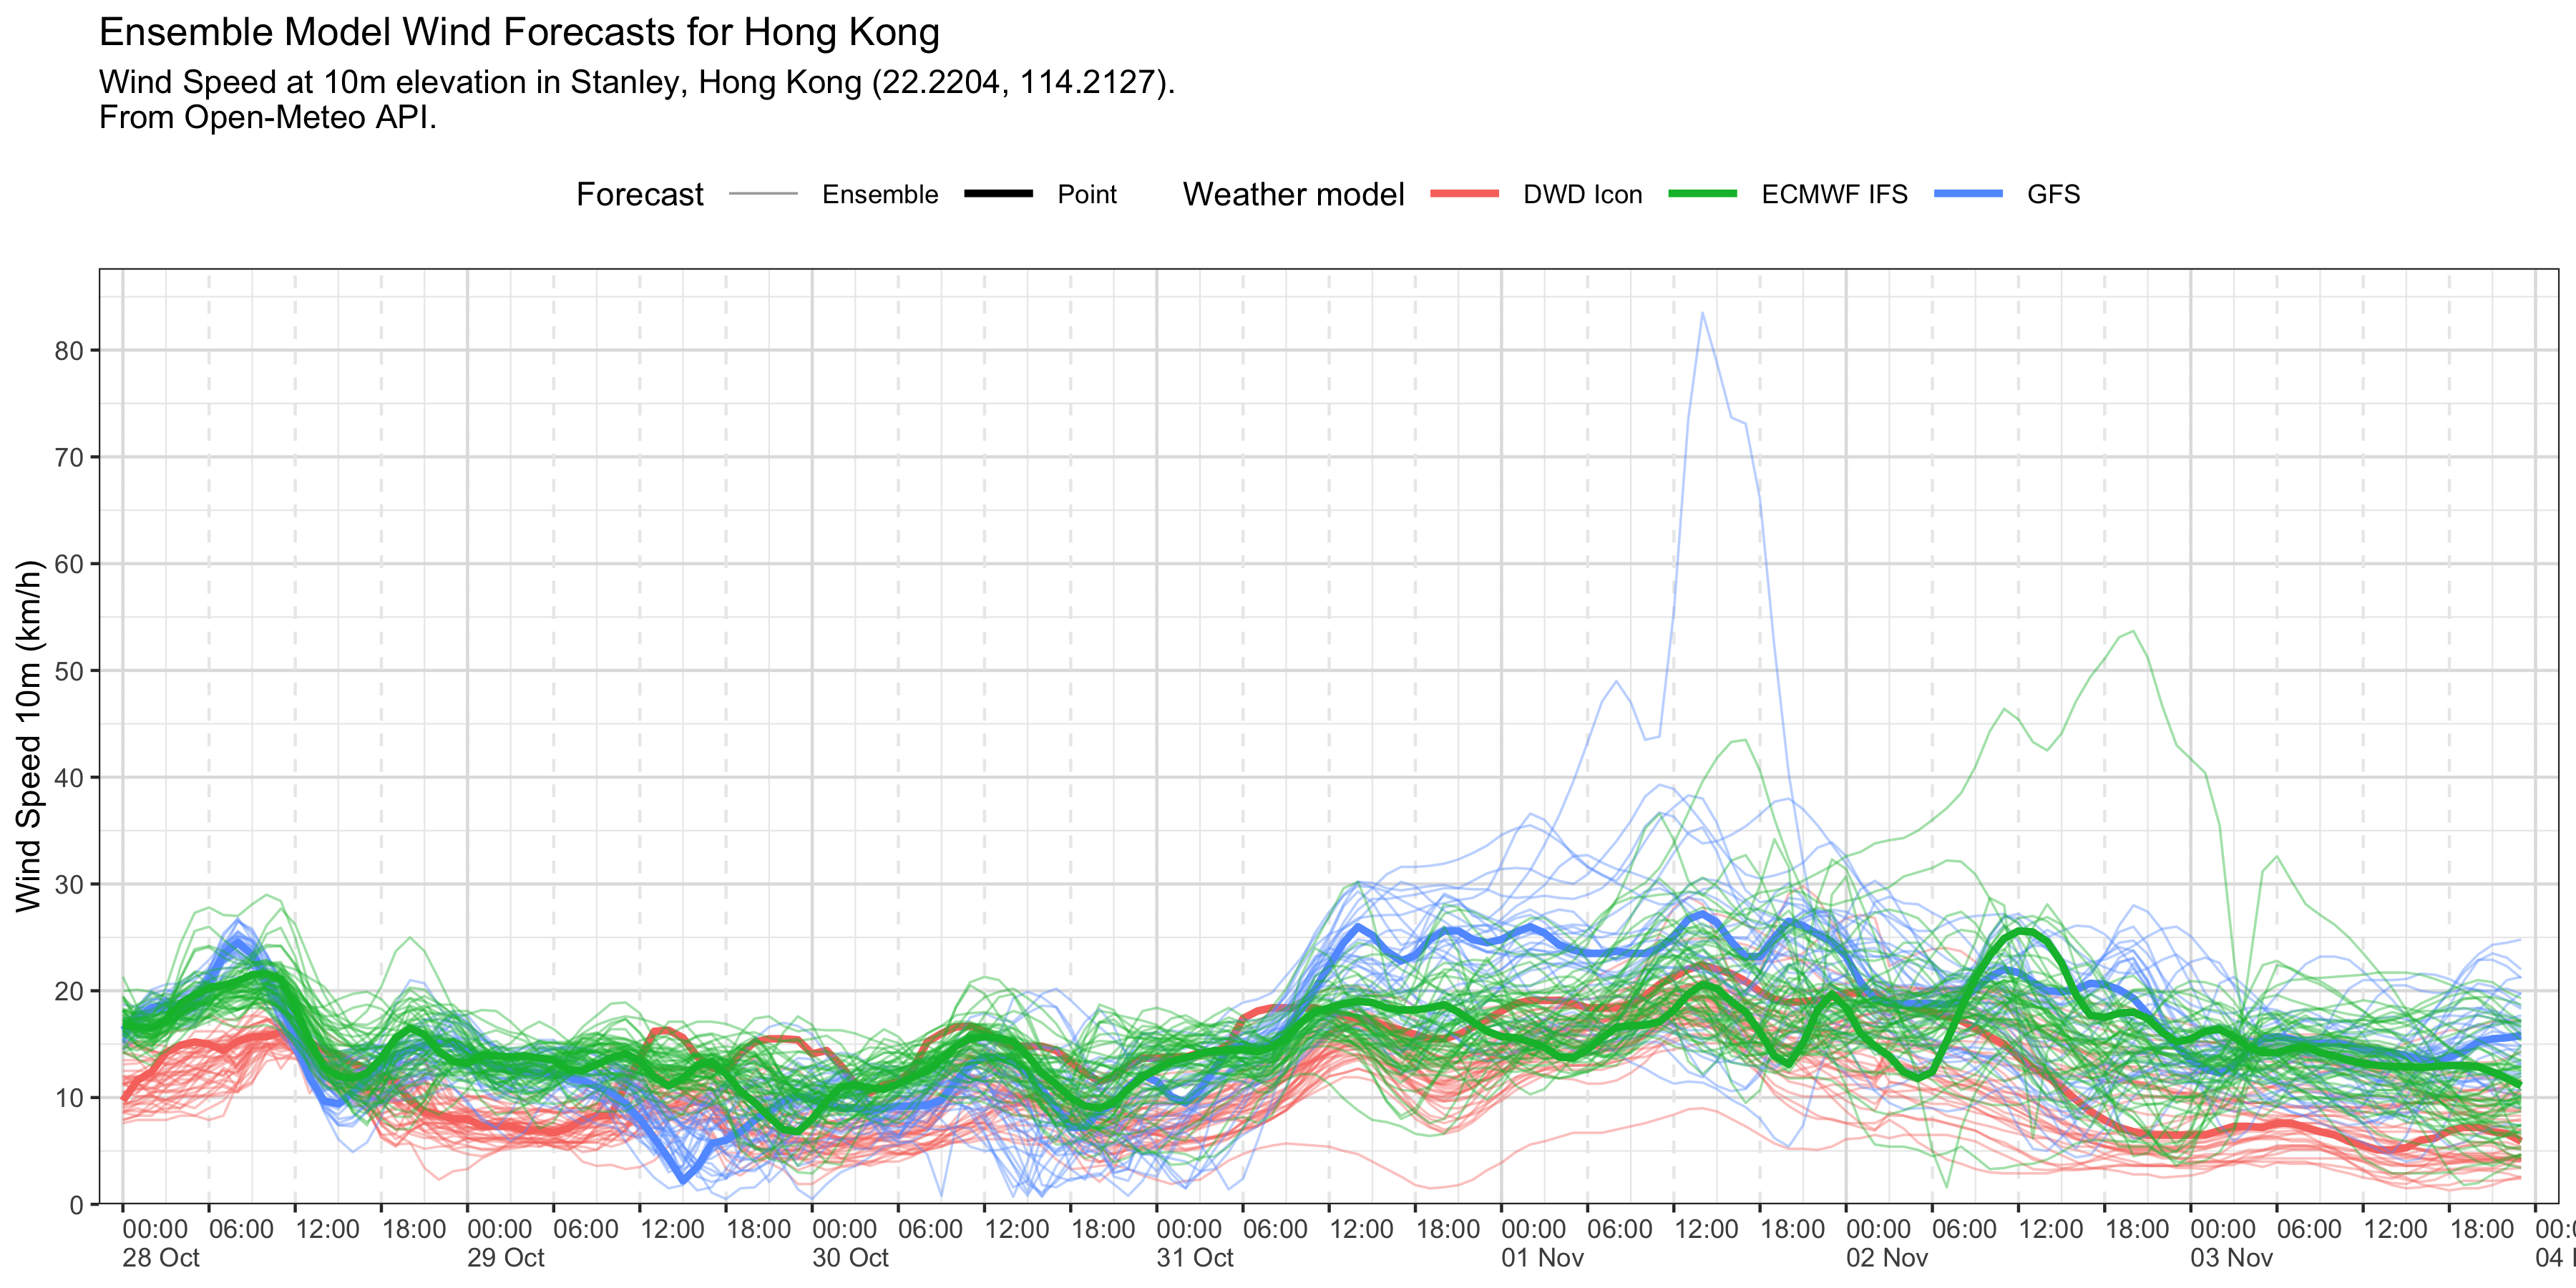 Ensemble Model Wind Forecasts for Hong Kong
Wind Speed at 10m elevation in Stanley, Hong Kong (22.2204, 114.2127).
From Open-Meteo API.
Forecast Ensemble Point Weather model DWD Icon ECMWF IFS GFS
Wind Speed 10m (km/h)
80
70
60
50
40
30
20
10
0
00:00 06:00 12:00 18:00 00:00 06:00 12:00 18:00 00:00 06:00 12:00 18:00 00:00 06:00 12:00 18:00 00:00 06:00 12:00 18:00 00:00 06:00 12:00 18:00 00:00 06:00 12:00 18:00
28 Oct 29 Oct 30 Oct 31 Oct 01 Nov 02 Nov 03 Nov 04